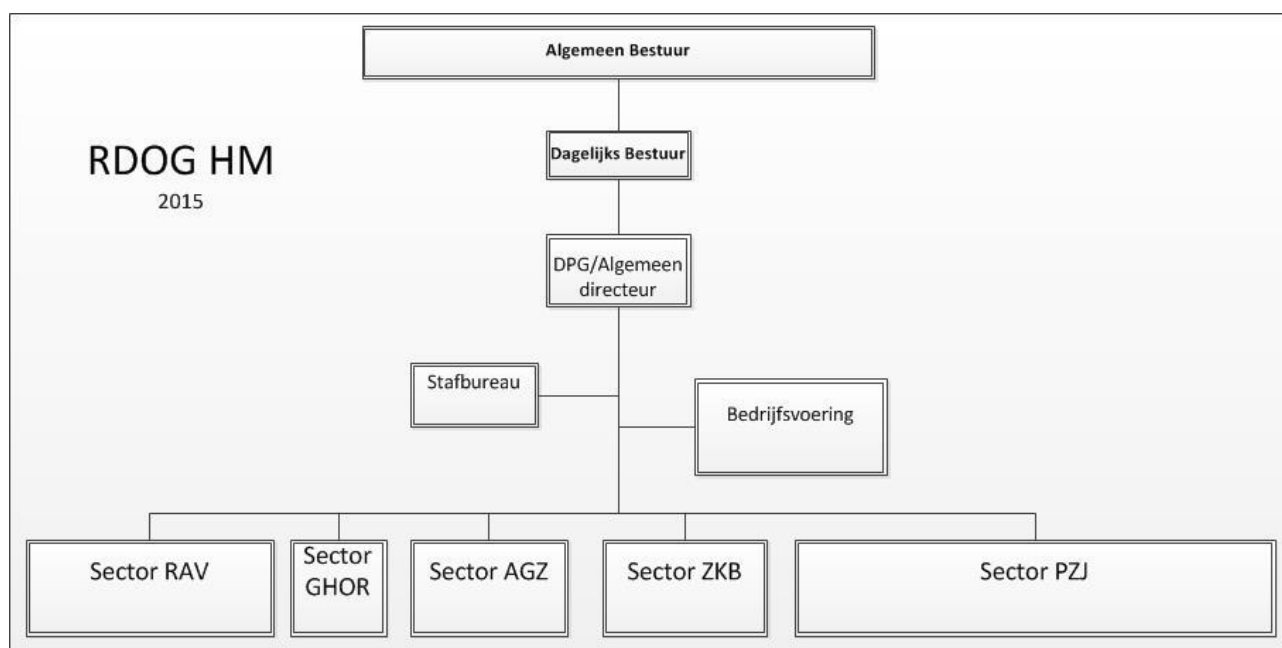 Algemeen Bestuur
RDOG HM
2015
Dagelijks Bestuur
DPG/Algemeen
directeur
Stafbureau
Bedrijfsvoering
Sector RAV
Sector
GHOR
Sector AGZ
Sector ZKB
Sector PZJ